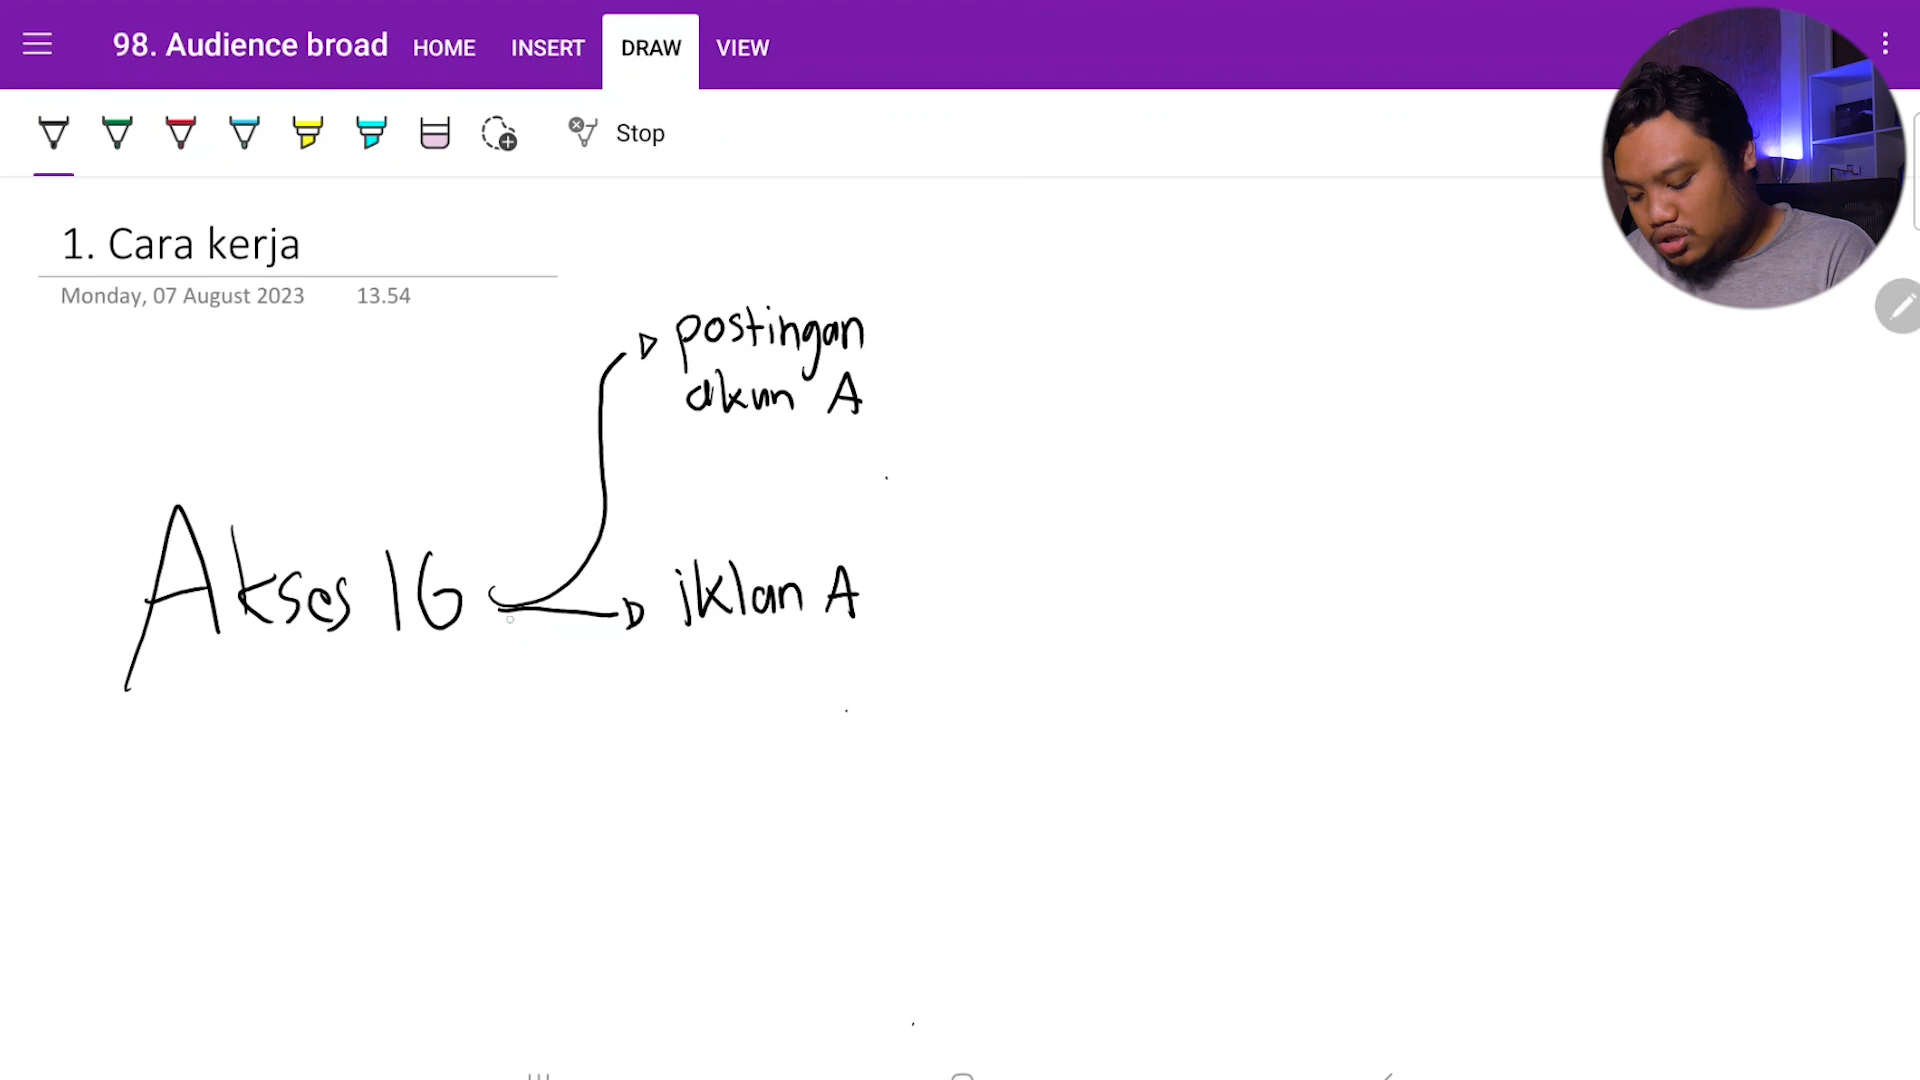 98. Audience broad HOME INSERT DRAW VIEW
Stop
1. Cara kerja
Monday, 07 August 2023 13.54
postingan
akun A
Akses IG
iklan A